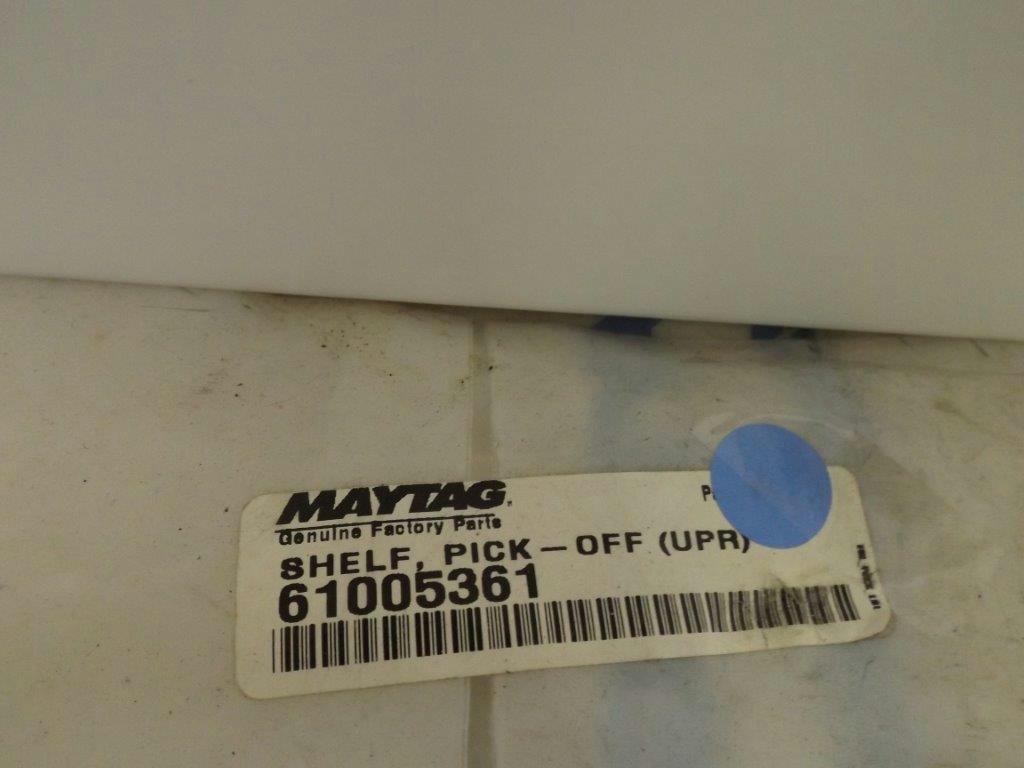 MAYTAG
Genuine Factory Parts
SHELF, PICK-OFF (UPR)
61005361